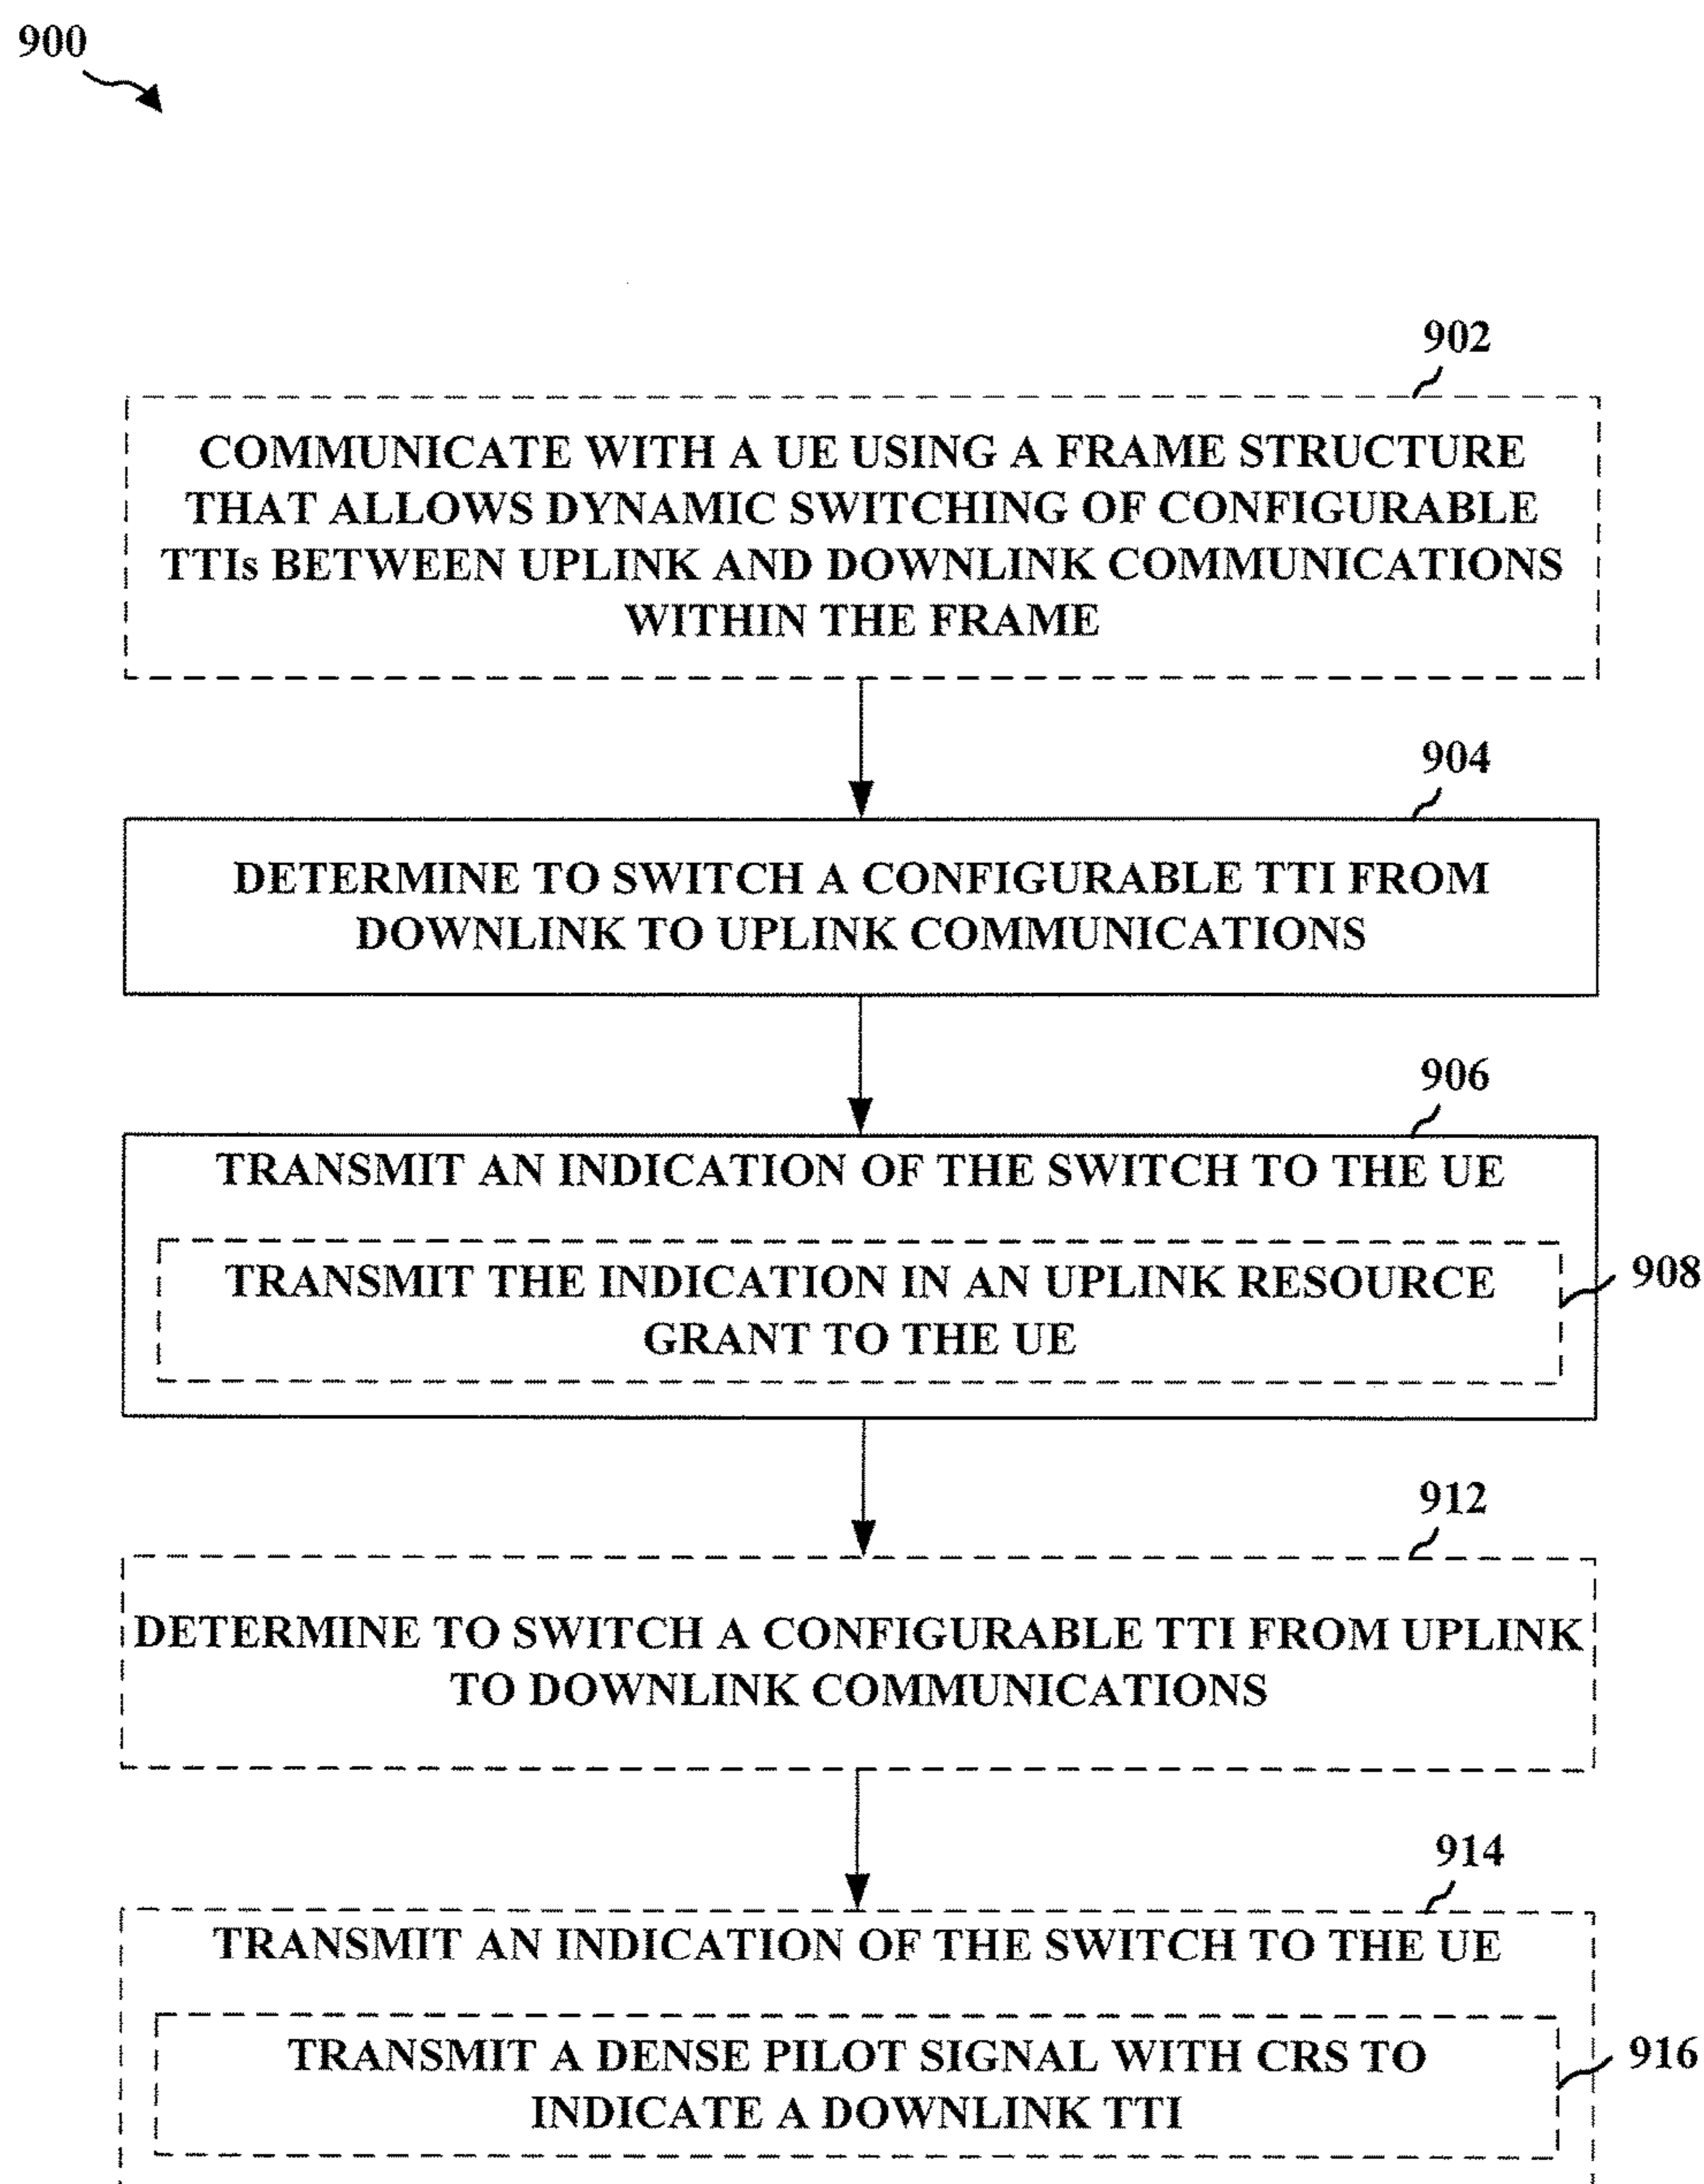 900
902
COMMUNICATE WITH A UE USING A FRAME STRUCTURE
THAT ALLOWS DYNAMIC SWITCHING OF CONFIGURABLE
TTIs BETWEEN UPLINK AND DOWNLINK COMMUNICATIONS
WITHIN THE FRAME
904
DETERMINE TO SWITCH A CONFIGURABLE TTI FROM
DOWNLINK TO UPLINK COMMUNICATIONS
906
TRANSMIT AN INDICATION OF THE SWITCH TO THE UE
908
TRANSMIT THE INDICATION IN AN UPLINK RESOURCE
GRANT TO THE UE
912
DETERMINE TO SWITCH A CONFIGURABLE TTI FROM UPLINK
TO DOWNLINK COMMUNICATIONS
914
TRANSMIT AN INDICATION OF THE SWITCH TO THE UE
916
TRANSMIT A DENSE PILOT SIGNAL WITH CRS TO
INDICATE A DOWNLINK TTI